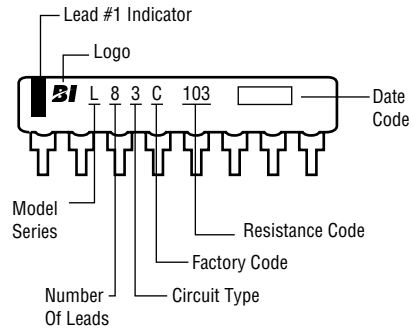 Lead #1 Indicator
Logo
BI L 8 3 C 103
Date
Code
Model
Series
Resistance Code
Factory Code
Number
Of Leads
Circuit Type